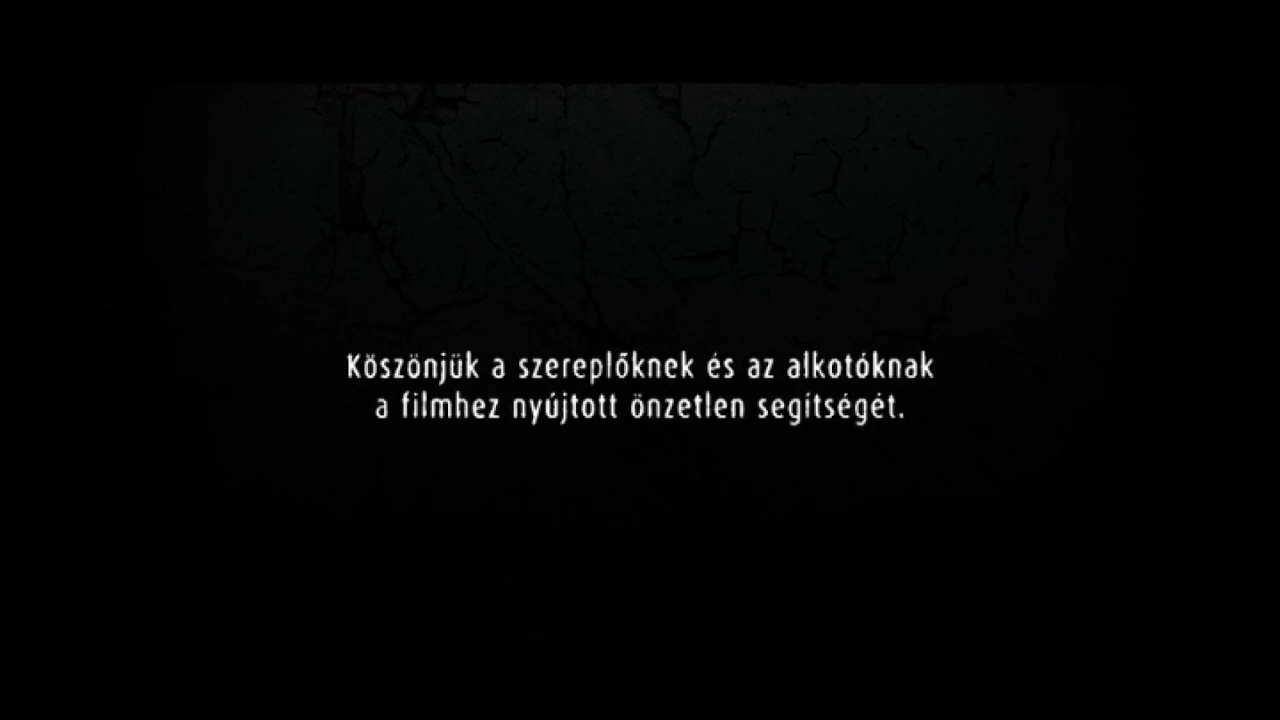 Köszönjük a szereplőknek és az alkotóknak
a filmhez nyújtott önzetlen segítségét.